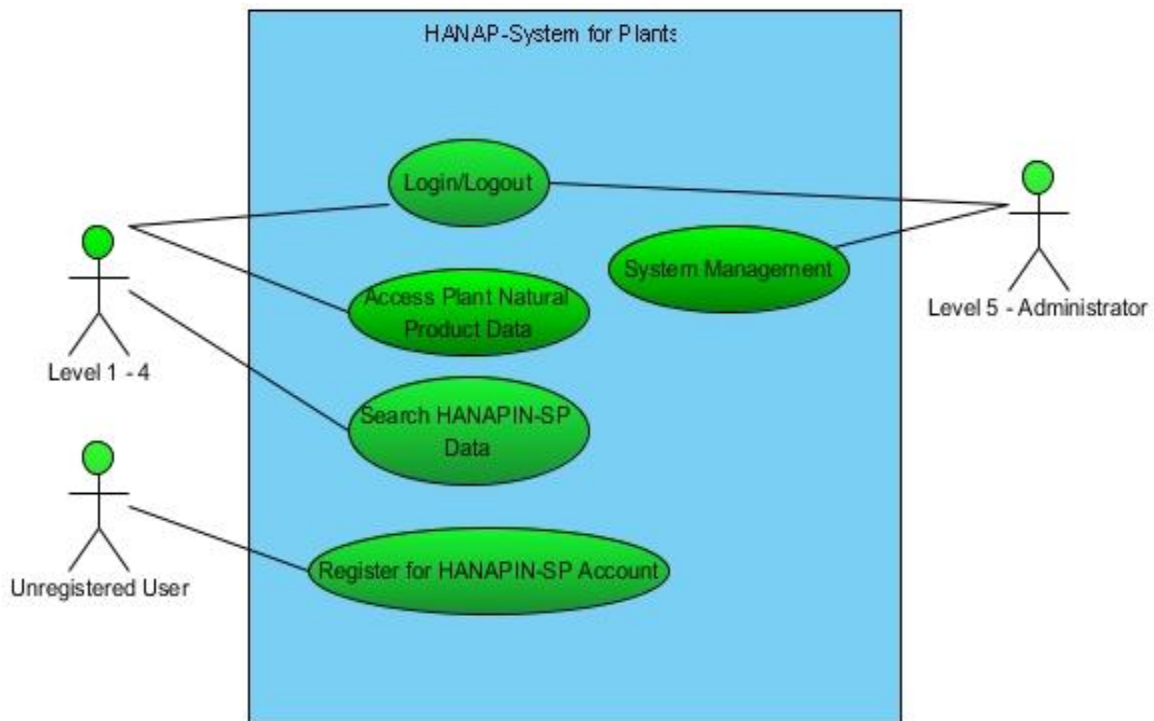 HANAP-System for Plants
Login/Logout
System Management
Level 5 - Administrator
Access Plant Natural
Product Data
Level 1 - 4
Search HANAPIN-SP
Data
Register for HANAPIN-SP Account
Unregistered User